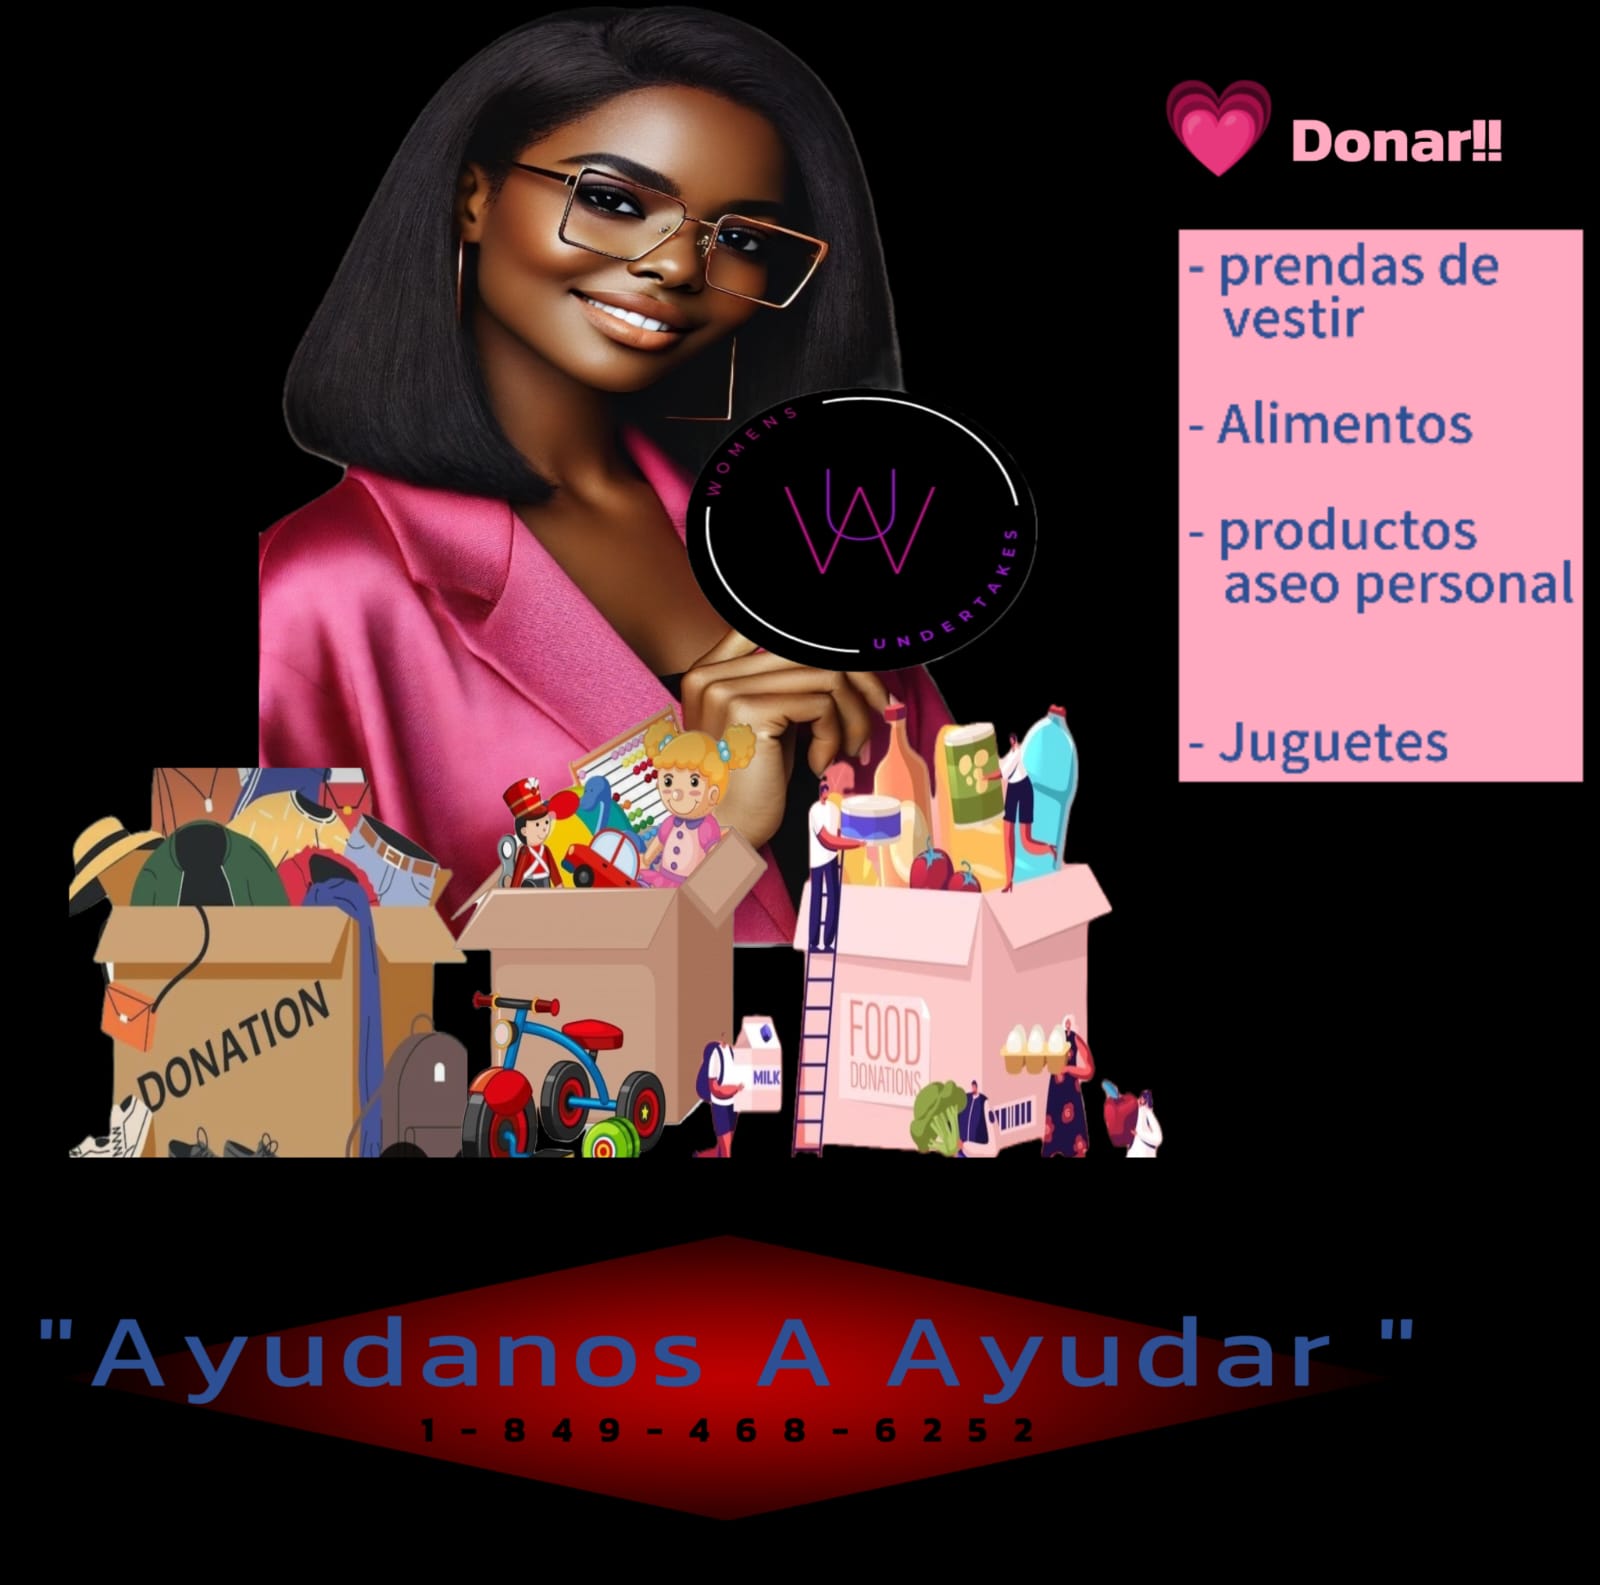 Donar!!
- prendas de
vestir
- Alimentos
- productos
aseo personal
- Juguetes
WOMENS
UW
UNDERTAKES
DONATION
MILK
FOOD
DONATIONS
"Ayudanos A Ayudar "
1-849-468-6252